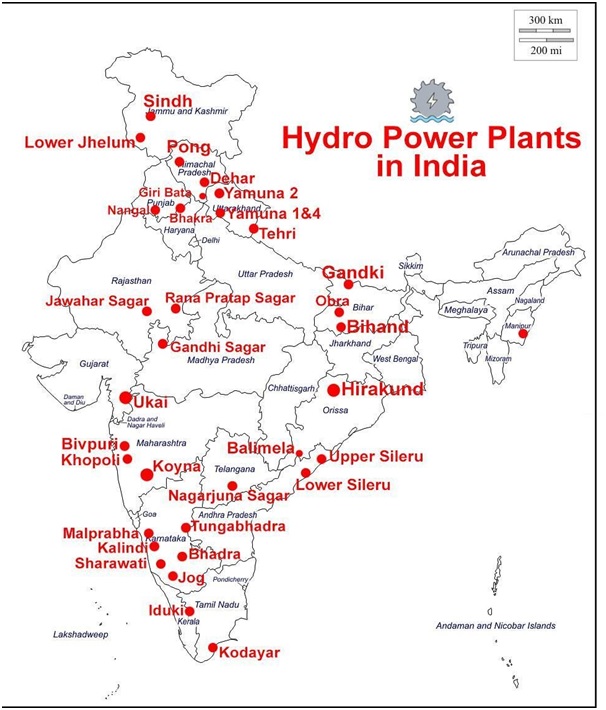 300 km
200 mi
Hydro Power Plants
in India
Sindh
Jammu and Kashmir
Lower Jhelum
Pong
Himachal
Pradesh
Dehar
Giri Bata
Yamuna 2
Punjab
Uttarakhand
Nangal
Bhakra
Yamuna 1&4
Haryana
Tehri
Delhi
Arunachal Pradesh
Sikkim
Uttar Pradesh
Gandki
Rajasthan
Assam
Jawahar Sagar
Rana Pratap Sagar
Obra
Bihar
Nagaland
Meghalaya
Bihand
Manipur
Gandhi Sagar
Jharkhand
Tripura
Madhya Pradesh
West Bengal
Mizoram
Gujarat
Chhattisgarh
Hirakund
Daman
and Diu
Ukai
Orissa
Dadra and
Nagar Haveli
Bivpuri
Maharashtra
Balimela
Upper Sileru
Khopoli
Koyna
Telangana
Lower Sileru
Nagarjuna Sagar
Goa
Andhra Pradesh
Tungabhadra
Malprabha
Karnataka
Kalindi
Bhadra
Sharawati
Jog
Pondicherry
Iduki
Tamil Nadu
Kerala
Lakshadweep
Andaman and Nicobar Islands
Kodayar